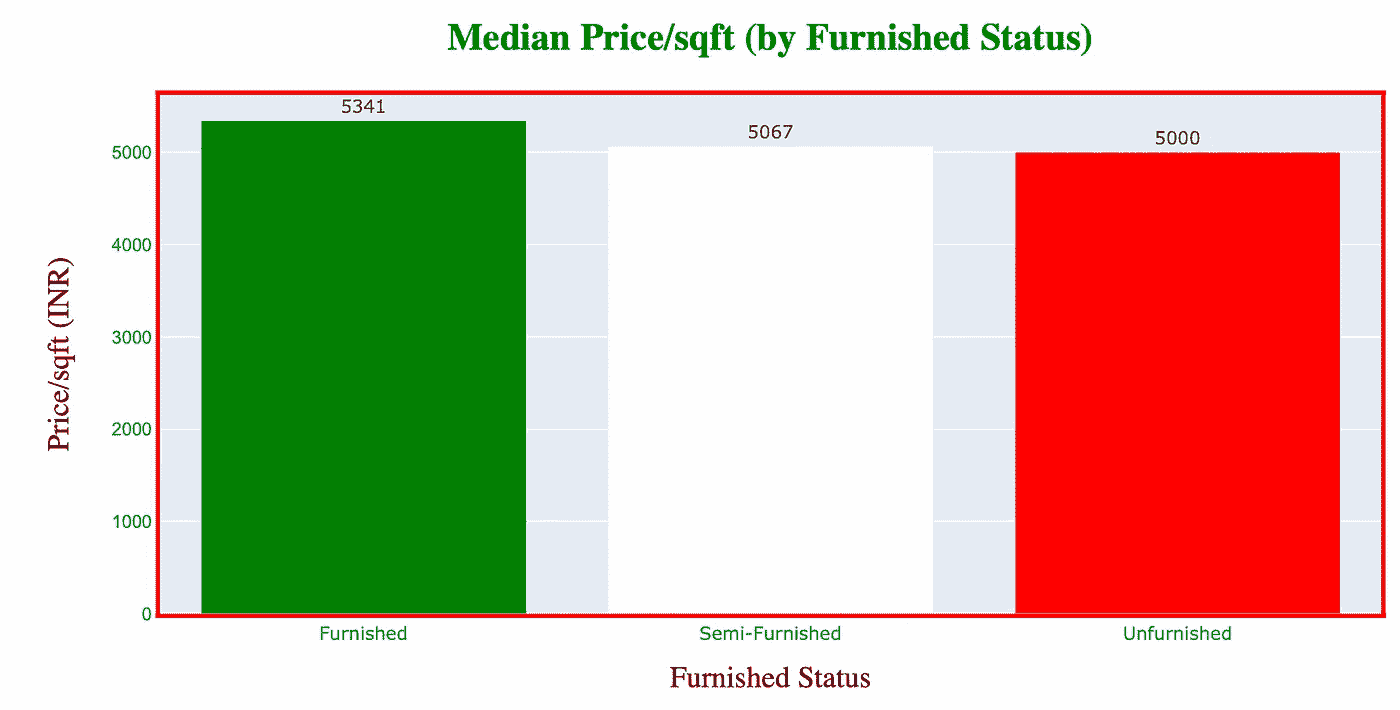 Median Price/sqft (by Furnished Status)
5341
5067
5000
5000
4000
3000
2000
1000
0
Price/sqft (INR)
Furnished
Semi-Furnished
Unfurnished
Furnished Status